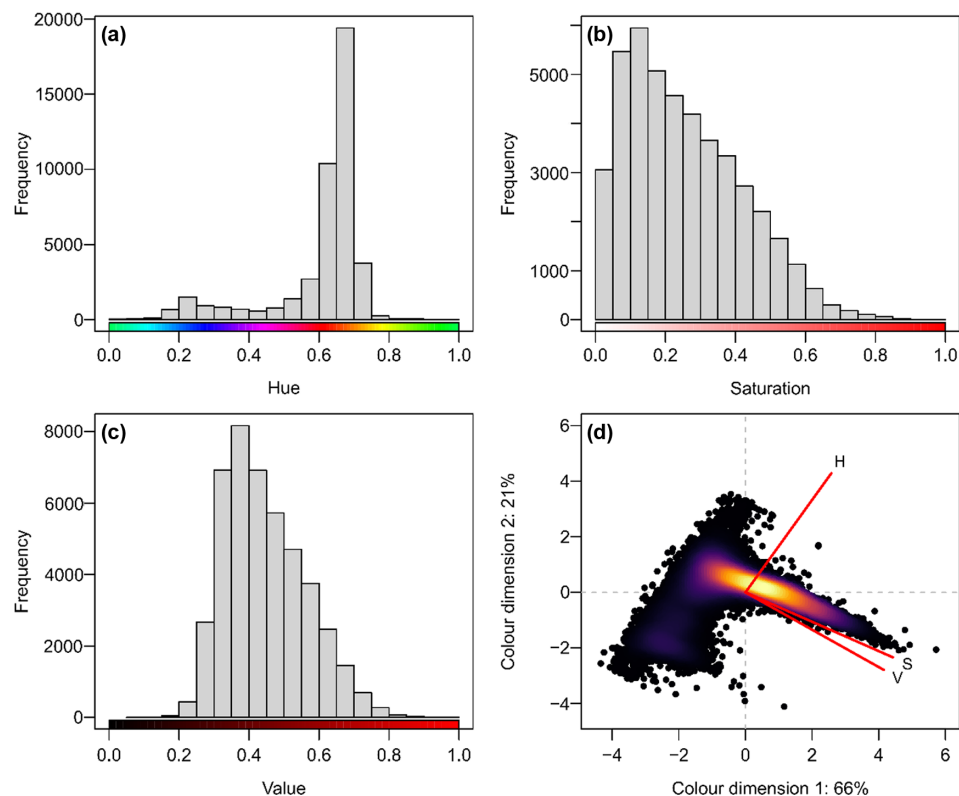 (a)
Frequency
20000
15000
10000
5000
0
0.0 0.2 0.4 0.6 0.8 1.0
Hue
(b)
Frequency
5000
3000
1000
0
0.0 0.2 0.4 0.6 0.8 1.0
Saturation
(c)
Frequency
8000
6000
4000
2000
0
0.0 0.2 0.4 0.6 0.8 1.0
Value
(d)
Colour dimension 2: 21%
6
4
2
0
−2
−4
H
S
V
−4 −2 0 2 4 6
Colour dimension 1: 66%